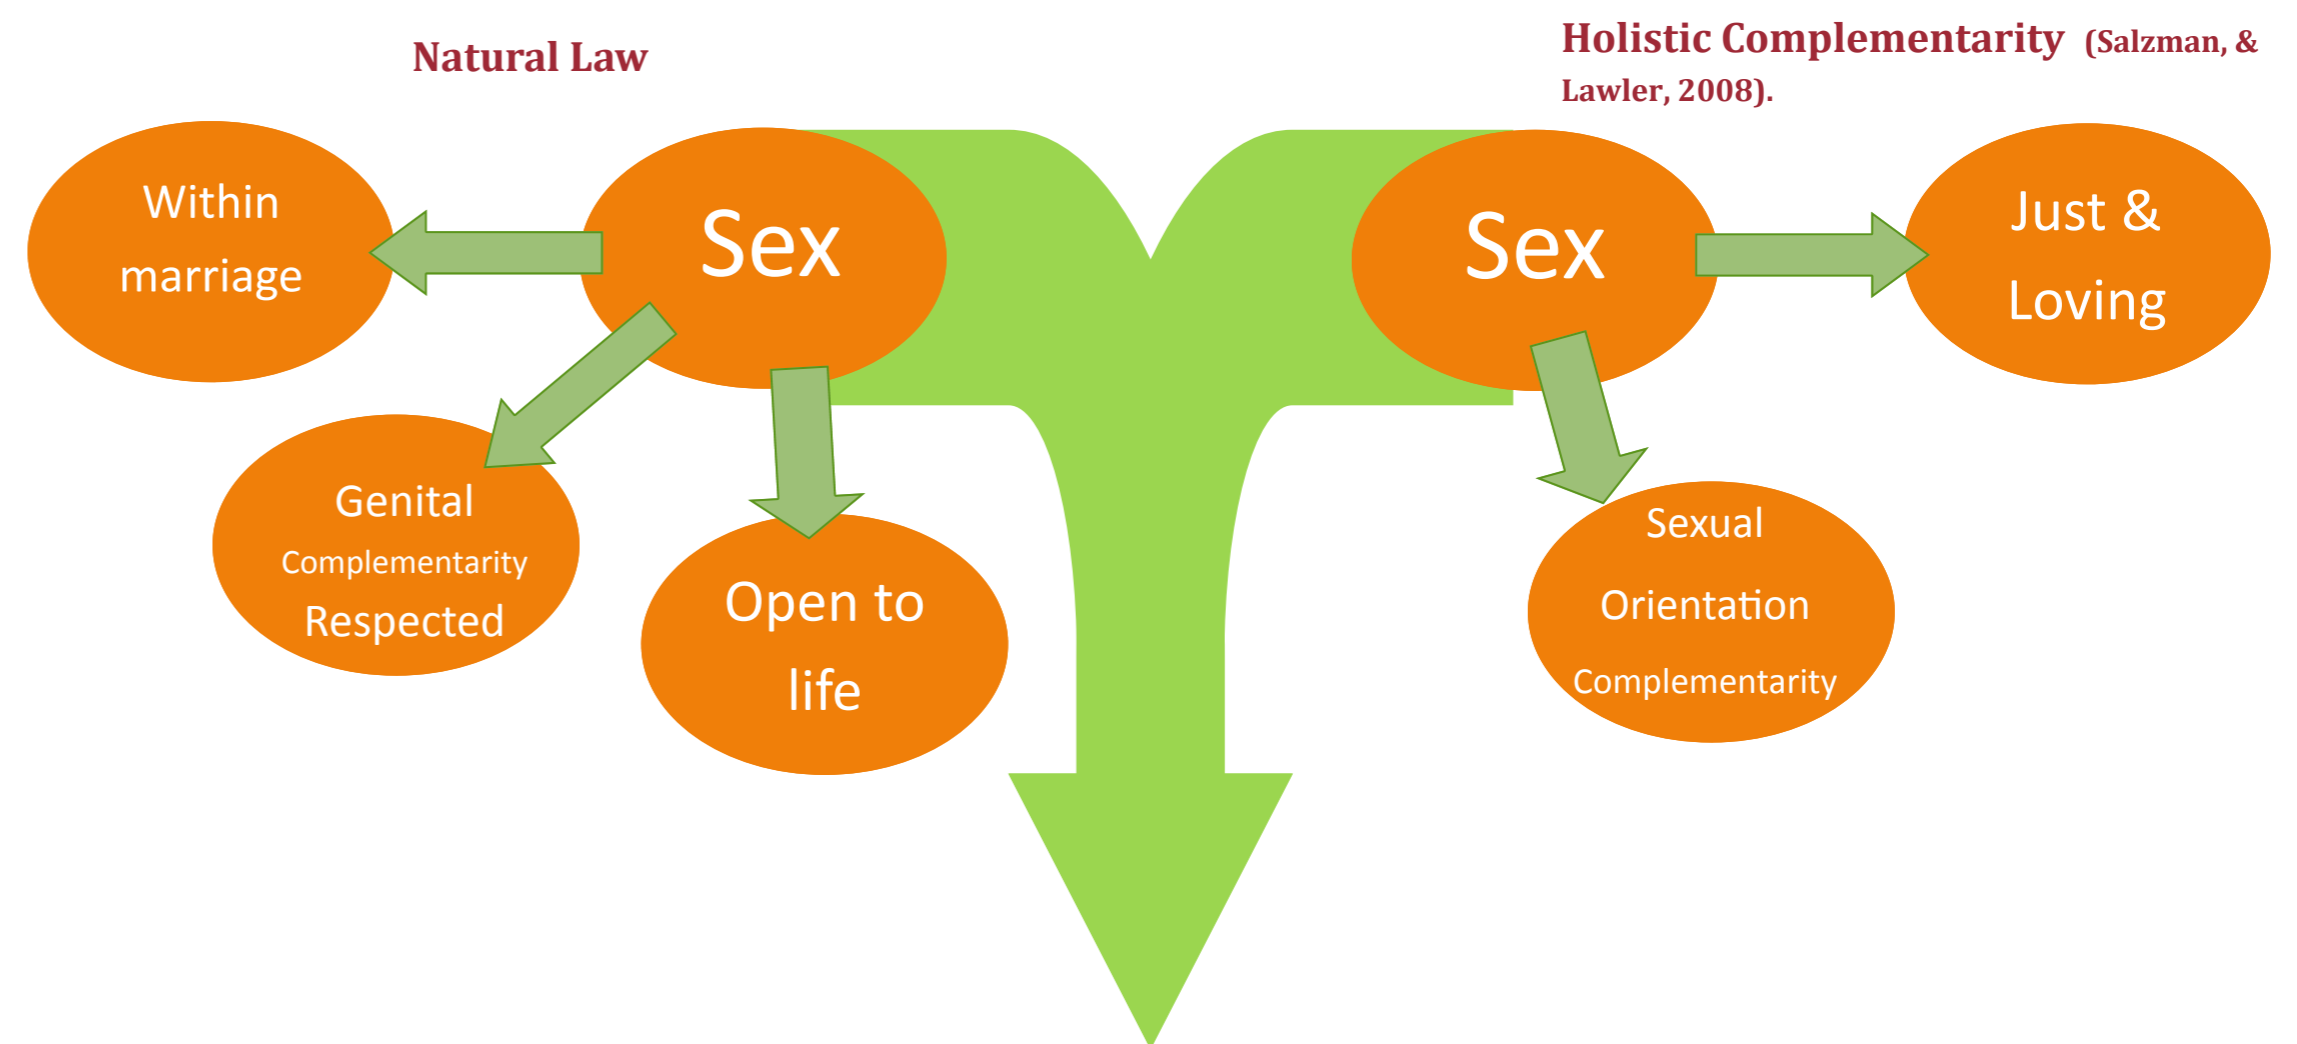 Natural Law
Holistic Complementarity (Salzman, &
Lawler, 2008).
Within
marriage
Sex
Genital
Complementarity
Respected
Open to
life
Sex
Just &
Loving
Sexual
Orientation
Complementarity